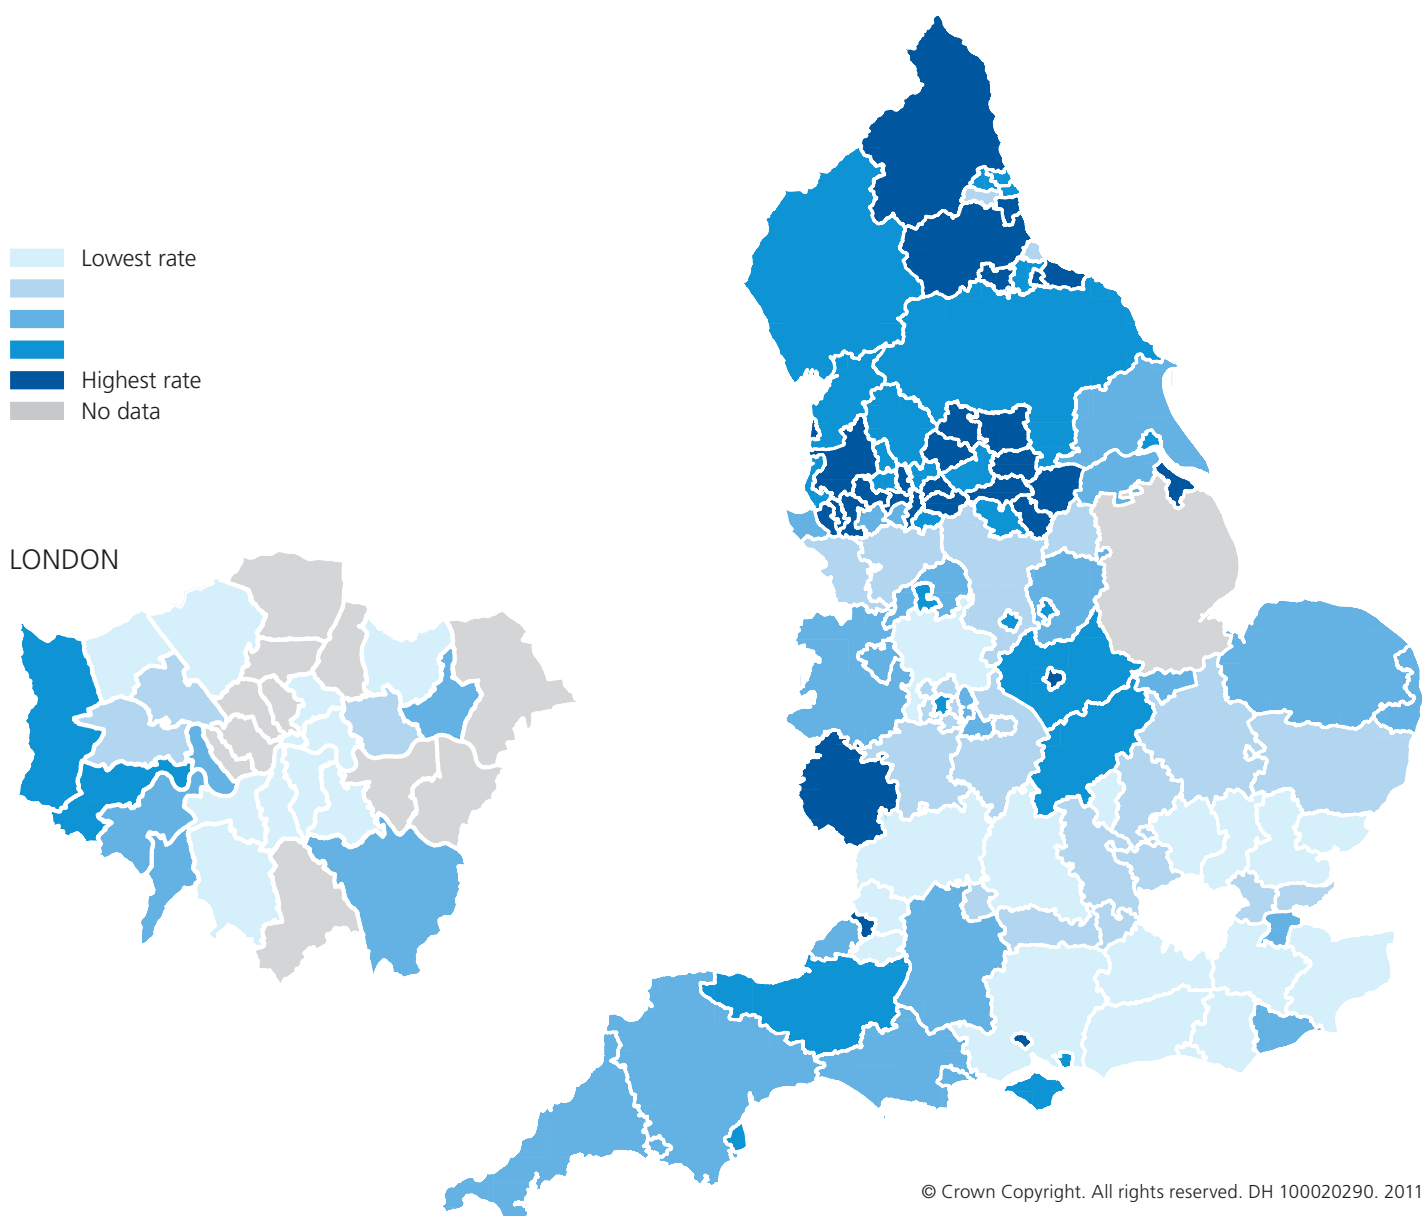 Lowest rate
Highest rate
No data
LONDON
© Crown Copyright. All rights reserved. DH 100020290. 2011